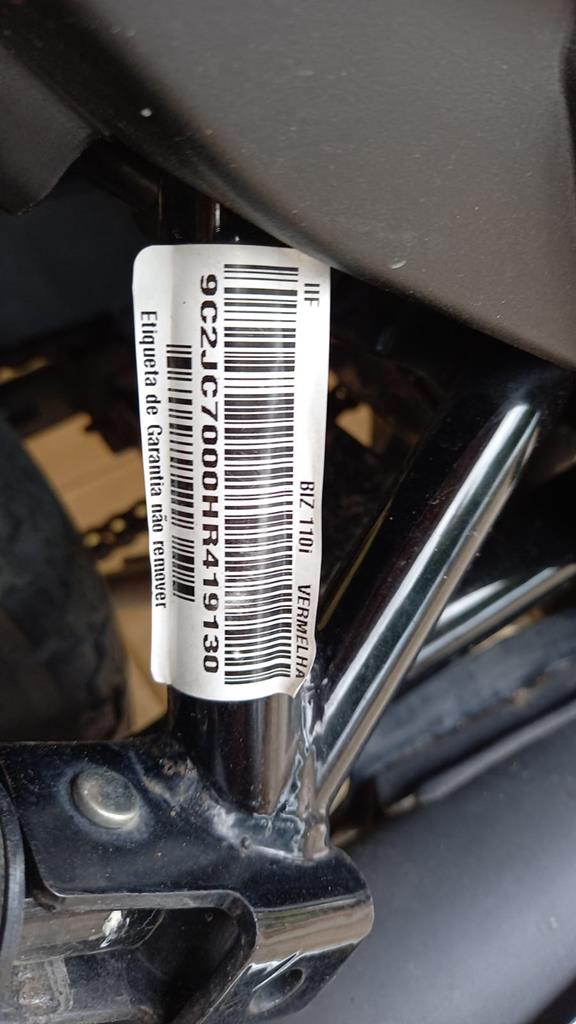 IIF BIZ 110i VERMELHA
9C2JC7000HR419130
Etiqueta de Garantia não remover